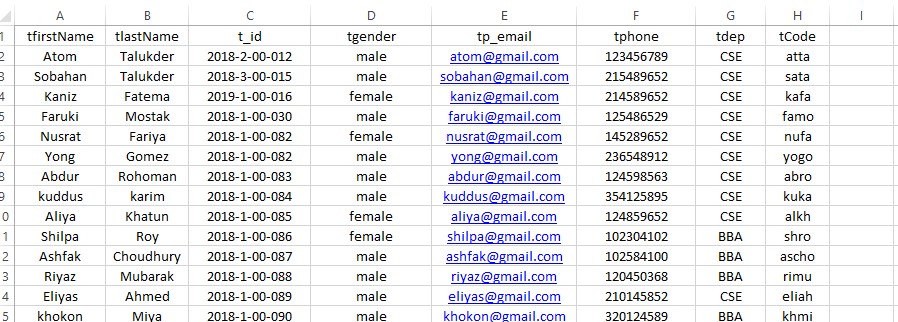 A B C D E F G H I
1 tfirstName tlastName t_id tgender tp_email tphone tdep tCode
2 Atom Talukder 2018-2-00-012 male atom@gmail.com 123456789 CSE atta
3 Sobahan Talukder 2018-3-00-015 male sobahan@gmail.com 215489652 CSE sata
4 Kaniz Fatema 2019-1-00-016 female kaniz@gmail.com 214589652 CSE kafa
5 Faruki Mostak 2018-1-00-030 male faruki@gmail.com 125486529 CSE famo
6 Nusrat Fariya 2018-1-00-082 female nusrat@gmail.com 145289652 CSE nufa
7 Yong Gomez 2018-1-00-082 male yong@gmail.com 236548912 CSE yogo
8 Abdur Rohoman 2018-1-00-083 male abdur@gmail.com 124598563 CSE abro
9 kuddus karim 2018-1-00-084 male kuddus@gmail.com 354125895 CSE kuka
0 Aliya Khatun 2018-1-00-085 female aliya@gmail.com 124859652 CSE alkh
1 Shilpa Roy 2018-1-00-086 female shilpa@gmail.com 102304102 BBA shro
2 Ashfak Choudhury 2018-1-00-087 male ashfak@gmail.com 102584100 BBA ascho
3 Riyaz Mubarak 2018-1-00-088 male riyaz@gmail.com 120450368 BBA rimu
4 Eliyas Ahmed 2018-1-00-089 male eliyas@gmail.com 210145852 CSE eliah
5 khokon Miya 2018-1-00-090 male khokon@gmail.com 320124589 BBA khmi